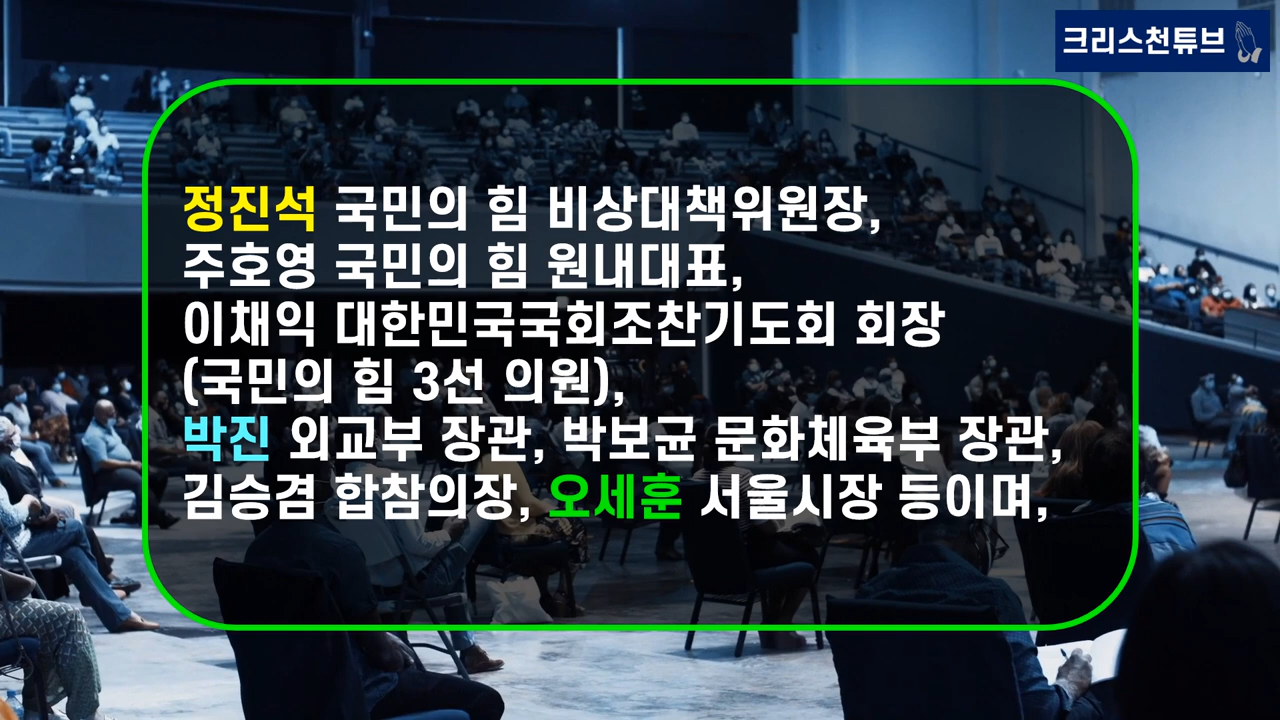 크리스천튜브
정진석 국민의 힘 비상대책위원장,
주호영 국민의 힘 원내대표,
이채익 대한민국국회조찬기도회 회장
(국민의 힘 3선 의원),
박진 외교부 장관, 박보균 문화체육부 장관,
김승겸 합참의장, 오세훈 서울시장 등이며,